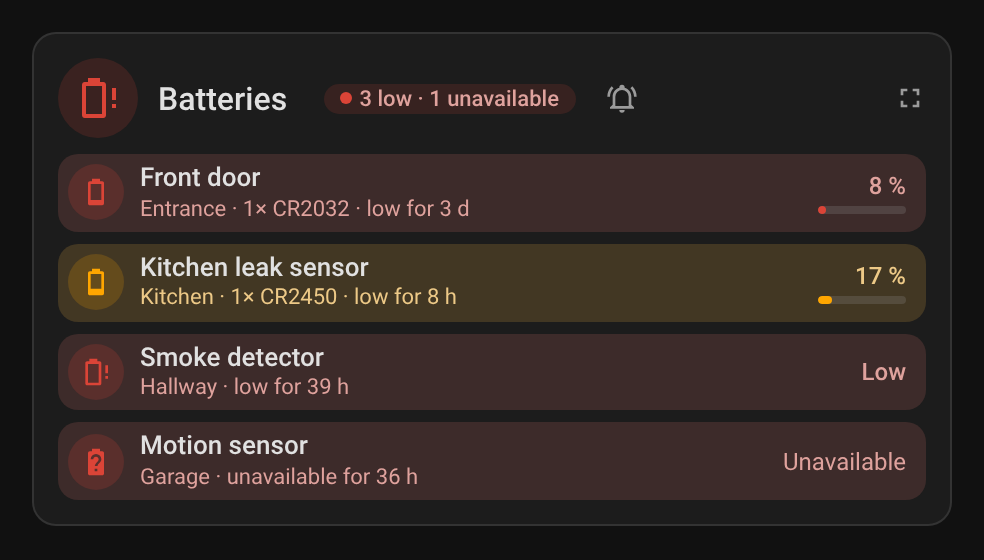 Batteries
3 low · 1 unavailable
Front door
Entrance · 1× CR2032 · low for 3 d
8 %
Kitchen leak sensor
Kitchen · 1× CR2450 · low for 8 h
17 %
Smoke detector
Hallway · low for 39 h
Low
Motion sensor
Garage · unavailable for 36 h
Unavailable